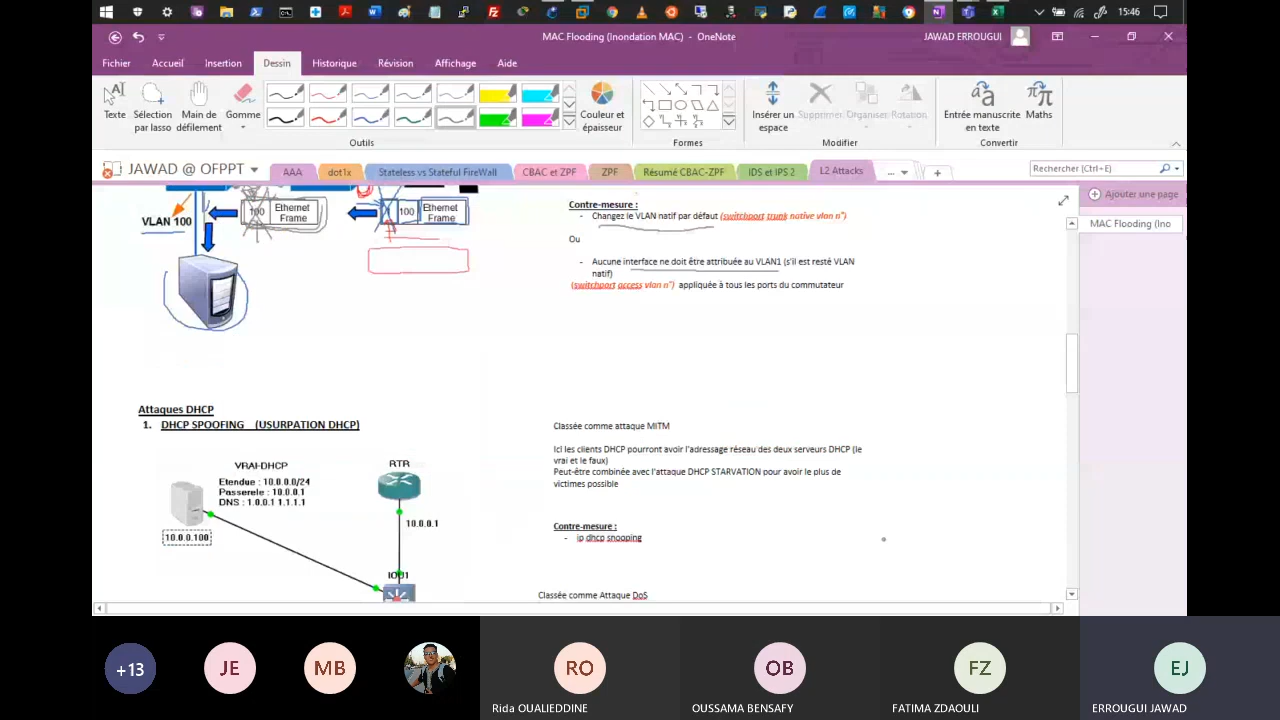 15:46
MAC Flooding (Inondation MAC) - OneNote
JAWAD ERROUGUI
Fichier Accueil Insertion Dessin Historique Révision Affichage Aide
Texte
Sélection par lasso
Main de défilement
Gomme
Couleur et épaisseur
Insérer un espace
Supprimer
Organiser
Rotation
Entrée manuscrite en texte
Maths
Outils
Formes
Modifier
Convertir
JAWAD @ OFPPT
AAA
dot1x
Stateless vs Stateful FireWall
CBAC et ZPF
ZPF
Résumé CBAC-ZPF
IDS et IPS 2
L2 Attacks
...
Rechercher (Ctrl+E)
Ajouter une page
MAC Flooding (Ino
VLAN 100
100
Ethernet
Frame
1
100
Ethernet
Frame
Contre-mesure :
- Changez le VLAN natif par défaut (switchport trunk native vlan n°)
Ou
- Aucune interface ne doit être attribuée au VLAN1 (s'il est resté VLAN
natif)
(switchport access vlan n°) appliquée à tous les ports du commutateur
Attaques DHCP
1. DHCP SPOOFING (USURPATION DHCP)
VRAI-DHCP
Etendue : 10.0.0.0/24
Passerele : 10.0.0.1
DNS : 1.0.0.1 1.1.1.1
10.0.0.100
RTR
10.0.0.1
IOU1
Classée comme attaque MITM
Ici les clients DHCP pourront avoir l'adressage réseau des deux serveurs DHCP (le
vrai et le faux)
Peut-être combinée avec l'attaque DHCP STARVATION pour avoir le plus de
victimes possible
Contre-mesure :
- ip dhcp snooping
Classée comme Attaque DoS
+13
JE
MB
RO
OB
FZ
EJ
Rida OUALIEDDINE
OUSSAMA BENSAFY
FATIMA ZDAOULI
ERROUGUI JAWAD